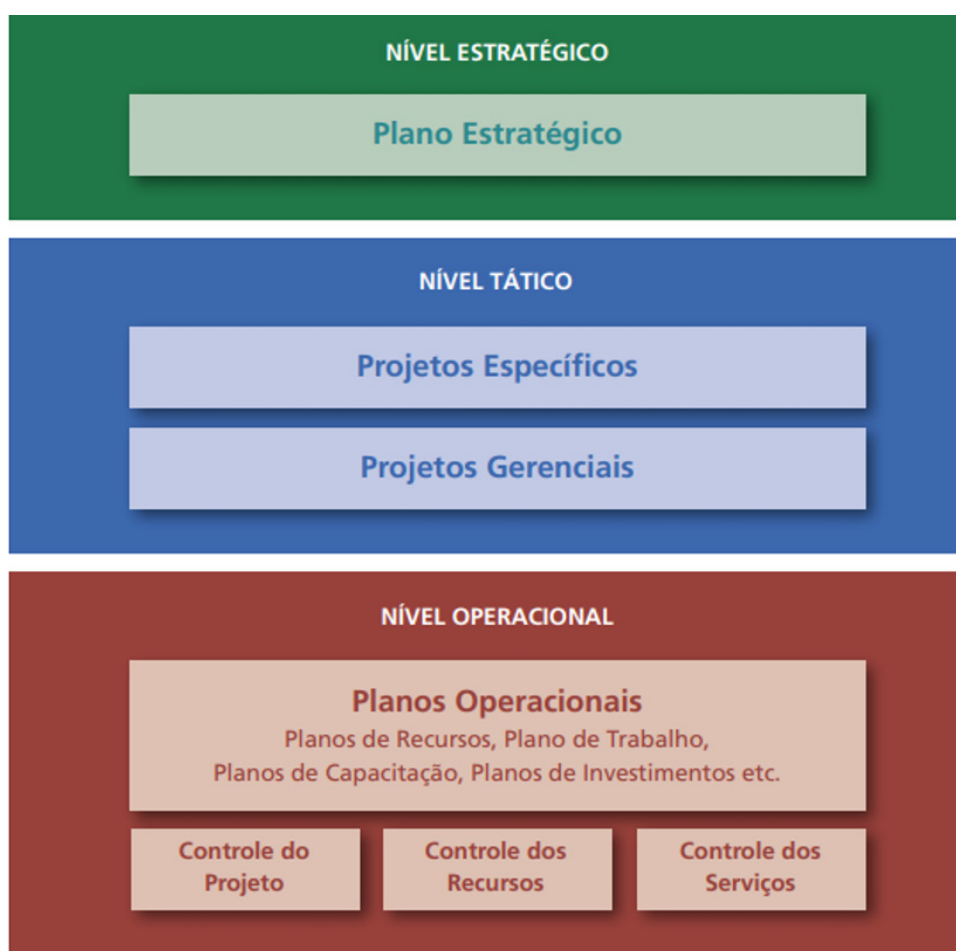 NÍVEL ESTRATÉGICO
Plano Estratégico
NÍVEL TÁTICO
Projetos Específicos
Projetos Gerenciais
NÍVEL OPERACIONAL
Planos Operacionais
Planos de Recursos, Plano de Trabalho,
Planos de Capacitação, Planos de Investimentos etc.
Controle do
Projeto
Controle dos
Recursos
Controle dos
Serviços